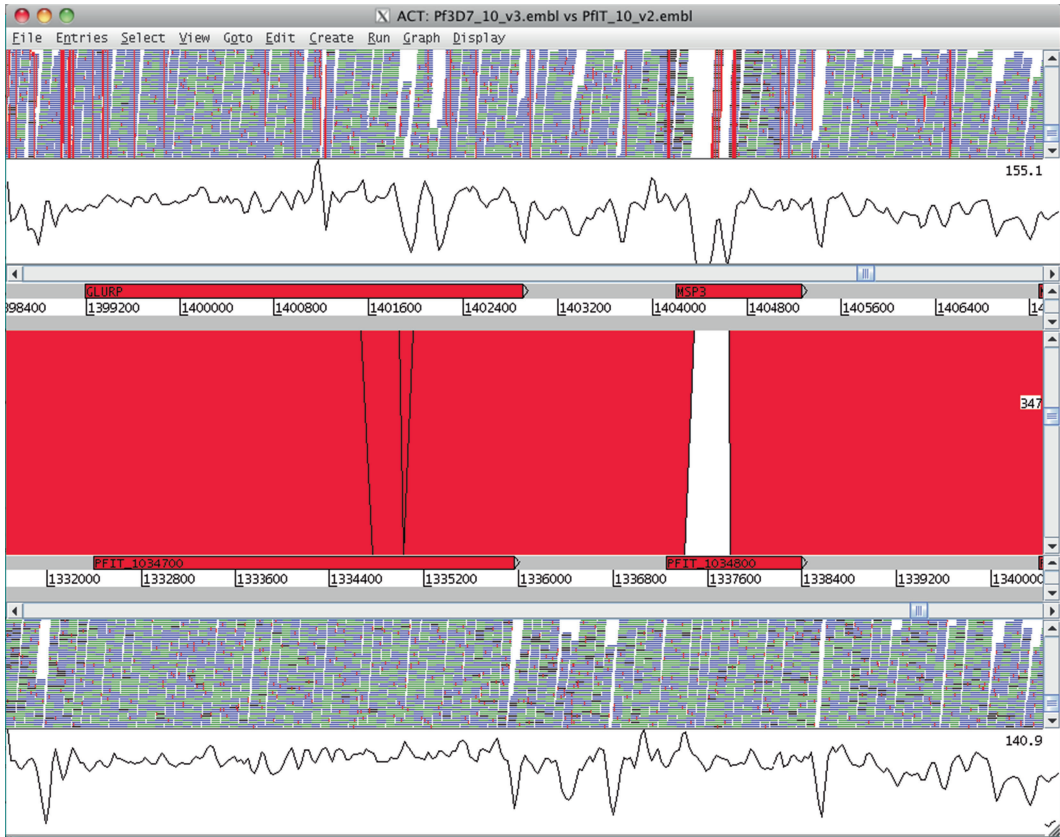 X ACT: Pf3D7_10_v3.embl vs PfIT_10_v2.embl
File Entries Select View Goto Edit Create Run Graph Display
155.1
GLURP MSP3
398400 1399200 1400000 1400800 1401600 1402400 1403200 1404000 1404800 1405600 1406400 14
347
PFIT_1034700 PFIT_1034800
1332000 1332800 1333600 1334400 1335200 1336000 1336800 1337600 1338400 1339200 1340000
140.9